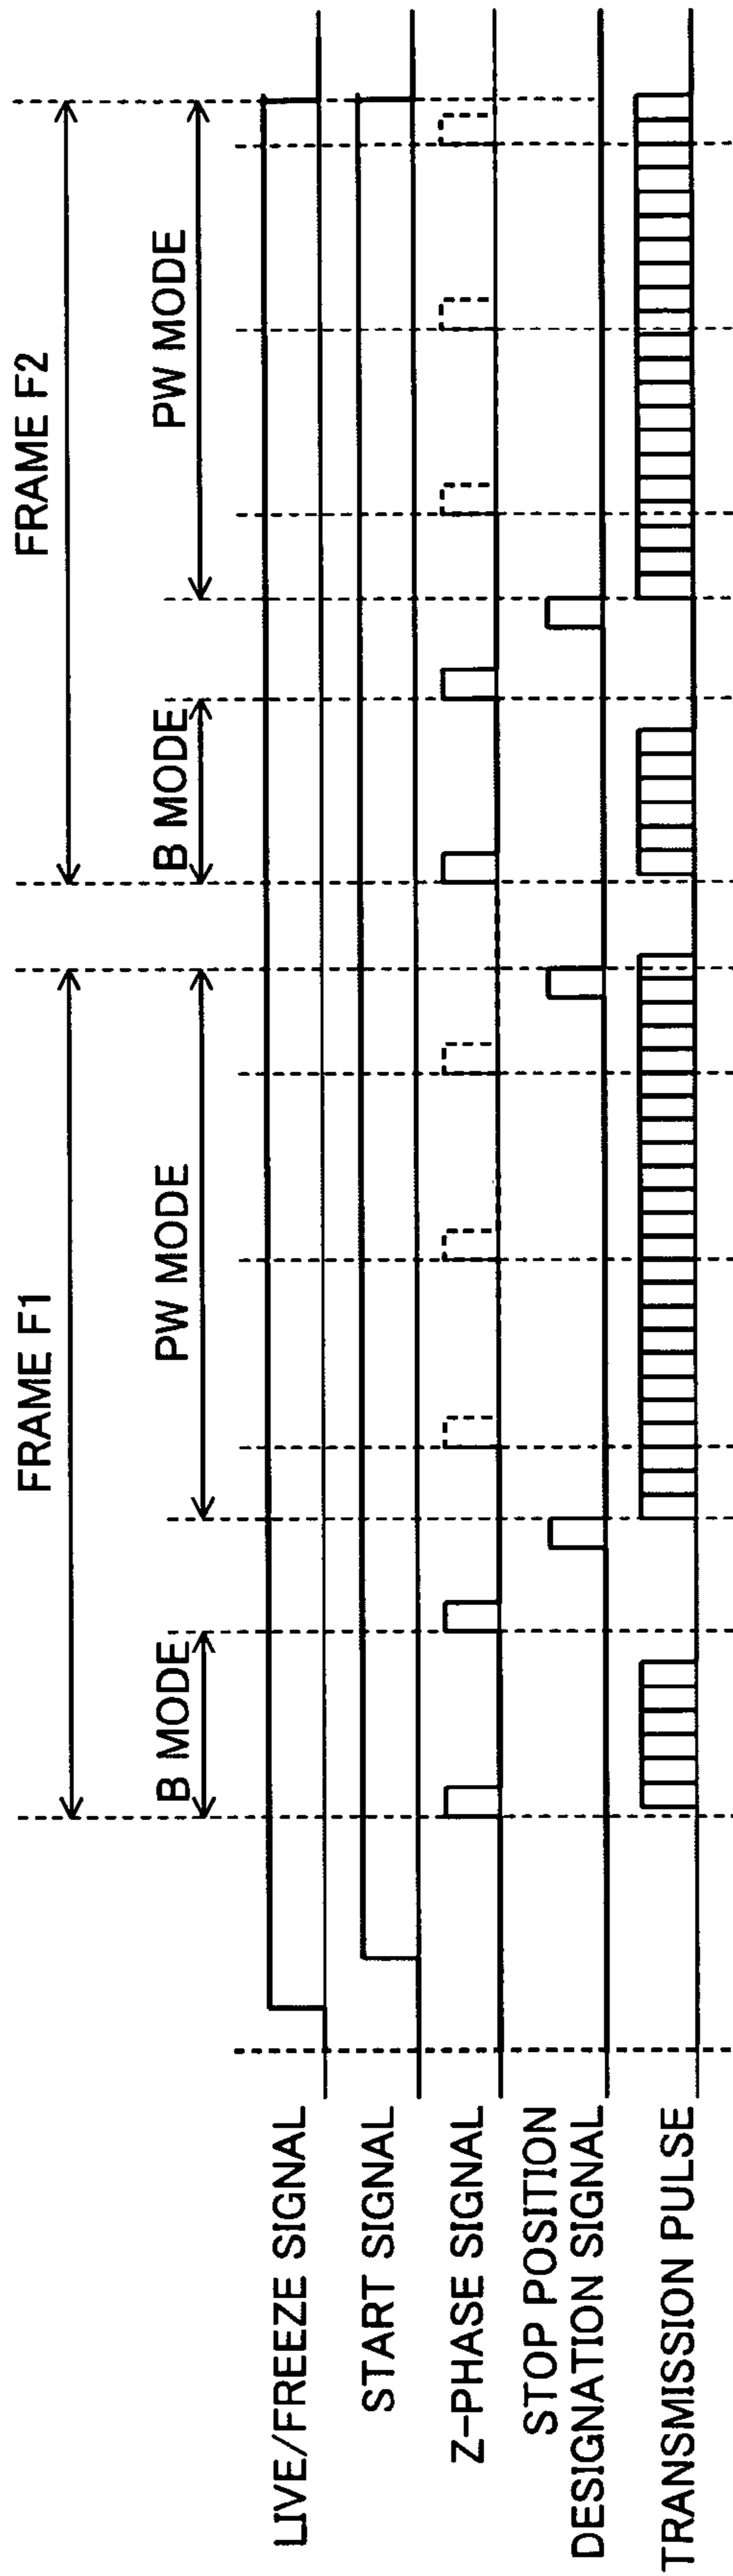 FRAME F1
FRAME F2
B MODE
PW MODE
B MODE
PW MODE
LIVE/FREEZE SIGNAL
START SIGNAL
Z-PHASE SIGNAL
STOP POSITION
DESIGNATION SIGNAL
TRANSMISSION PULSE